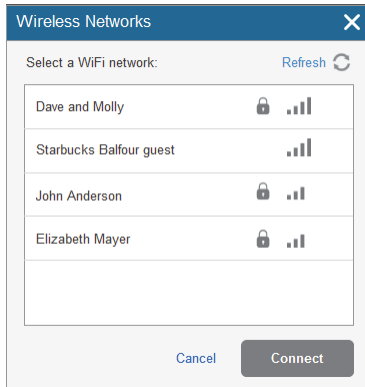 Wireless Networks
Select a WiFi network: Refresh
Dave and Molly
Starbucks Balfour guest
John Anderson
Elizabeth Mayer
Cancel Connect